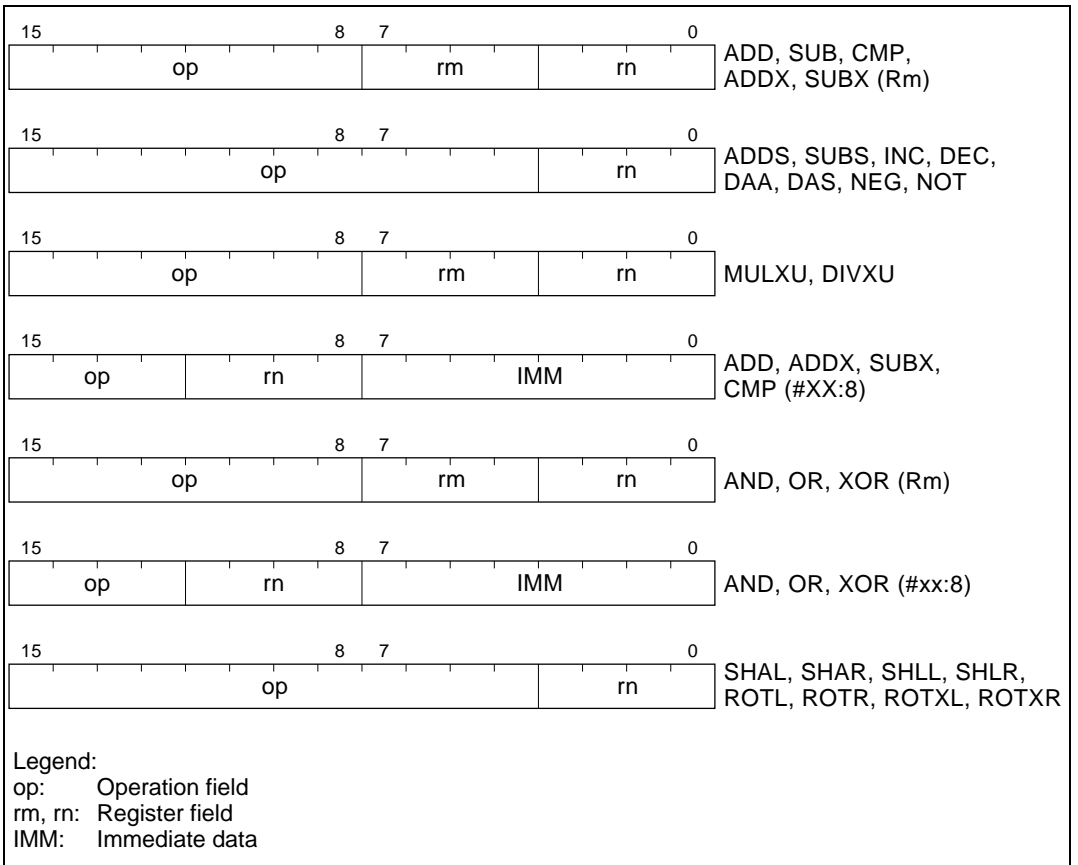 15 8 7 0
op rm rn
ADD, SUB, CMP,
ADDX, SUBX (Rm)
15 8 7 0
op rn
ADDS, SUBS, INC, DEC,
DAA, DAS, NEG, NOT
15 8 7 0
op rm rn
MULXU, DIVXU
15 8 7 0
op rn IMM
ADD, ADDX, SUBX,
CMP (#XX:8)
15 8 7 0
op rm rn
AND, OR, XOR (Rm)
15 8 7 0
op rn IMM
AND, OR, XOR (#xx:8)
15 8 7 0
op rn
SHAL, SHAR, SHLL, SHLR,
ROTL, ROTR, ROTXL, ROTXR
Legend:
op: Operation field
rm, rn: Register field
IMM: Immediate data